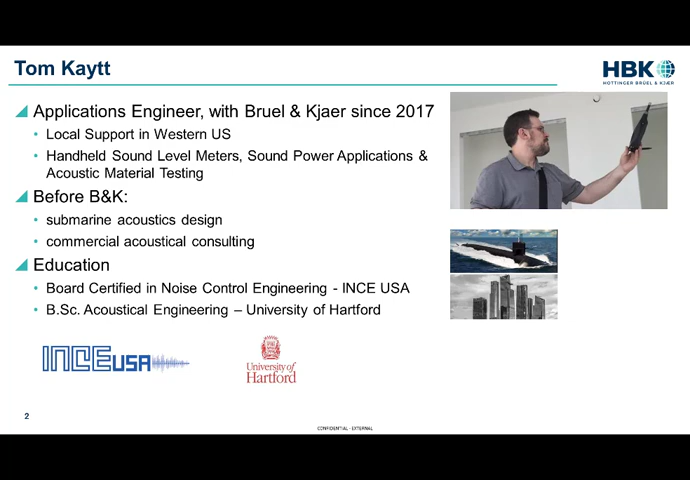 Tom Kaytt
HBK
HOTTINGER BRÜEL & KJÆR
Applications Engineer, with Bruel & Kjaer since 2017
• Local Support in Western US
• Handheld Sound Level Meters, Sound Power Applications &
Acoustic Material Testing
Before B&K:
• submarine acoustics design
• commercial acoustical consulting
Education
• Board Certified in Noise Control Engineering - INCE USA
• B.Sc. Acoustical Engineering – University of Hartford
INCE USA
University of
Hartford
2
CONFIDENTIAL - EXTERNAL